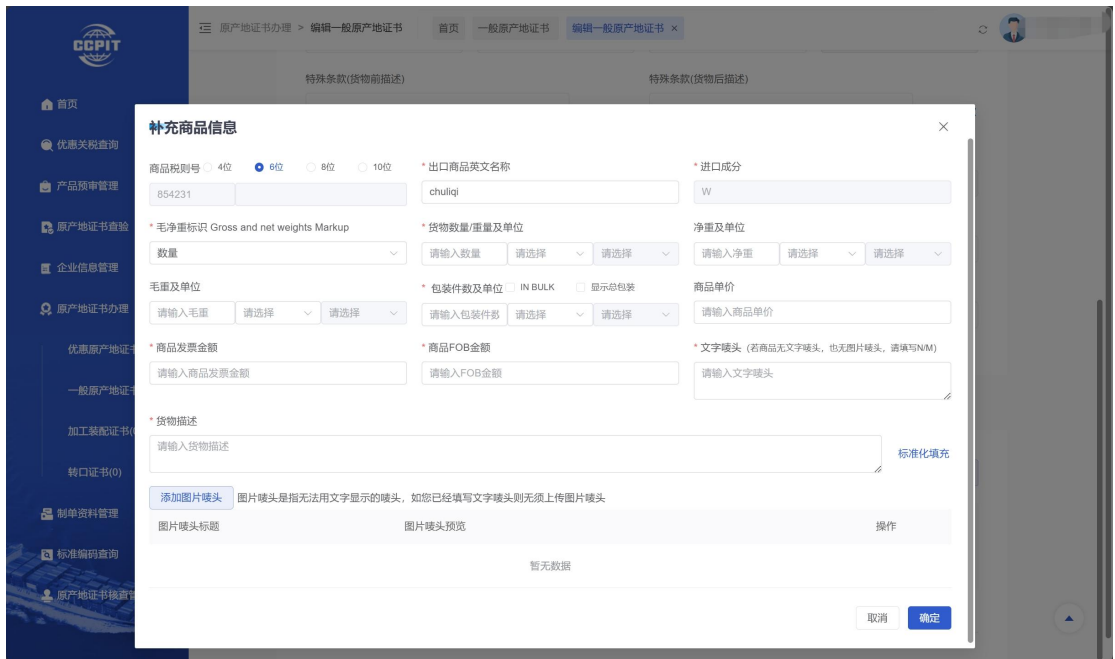 CCPIT
原产地证书办理 > 编辑一般原产地证书 首页 一般原产地证书 编辑一般原产地证书 ×
特殊条款(货物前描述) 特殊条款(货物后描述)
首页
优惠关税查询
产品预审管理
原产地证书查验
企业信息管理
原产地证书办理
优惠原产地证
一般原产地证
加工装配证书(
转口证书(0)
制单资料管理
标准编码查询
原产地证书核查
补充商品信息
商品税则号 4位 6位 8位 10位 * 出口商品英文名称 * 进口成分
854231 chuliqi W
* 毛净重标识 Gross and net weights Markup * 货物数量/重量及单位 净重及单位
数量 请输入数量 请选择 请选择 请输入净重 请选择 请选择
毛重及单位 * 包装件数及单位 IN BULK 显示总包装 商品单价
请输入毛重 请选择 请选择 请输入包装件数 请选择 请选择 请输入商品单价
* 商品发票金额 * 商品FOB金额 * 文字唛头 (若商品无文字唛头, 也无图片唛头, 请填写N/M)
请输入商品发票金额 请输入FOB金额 请输入文字唛头
* 货物描述
请输入货物描述
标准化填充
添加图片唛头 图片唛头是指无法用文字显示的唛头, 如您已经填写文字唛头则无须上传图片唛头
图片唛头标题 图片唛头预览 操作
暂无数据
取消 确定